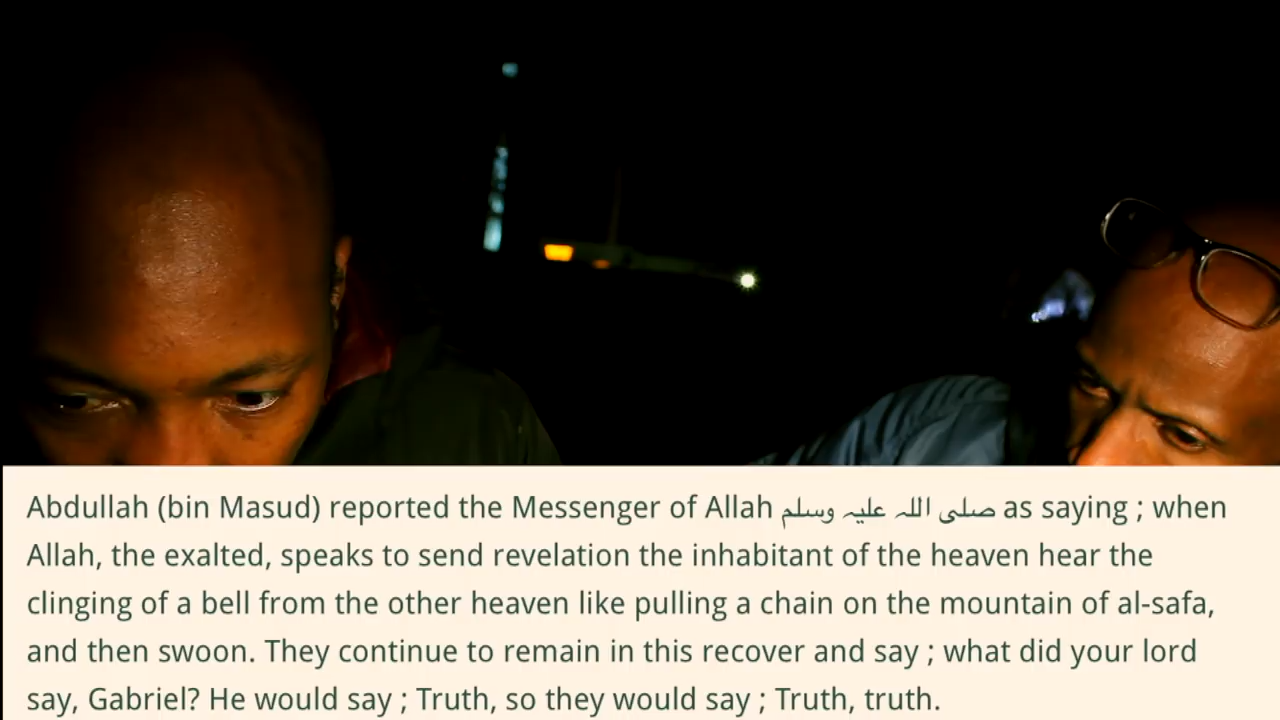 Abdullah (bin Masud) reported the Messenger of Allah صلی اللہ علیہ وسلم as saying ; when
Allah, the exalted, speaks to send revelation the inhabitant of the heaven hear the
clinging of a bell from the other heaven like pulling a chain on the mountain of al-safa,
and then swoon. They continue to remain in this recover and say ; what did your lord
say, Gabriel? He would say ; Truth, so they would say ; Truth, truth.